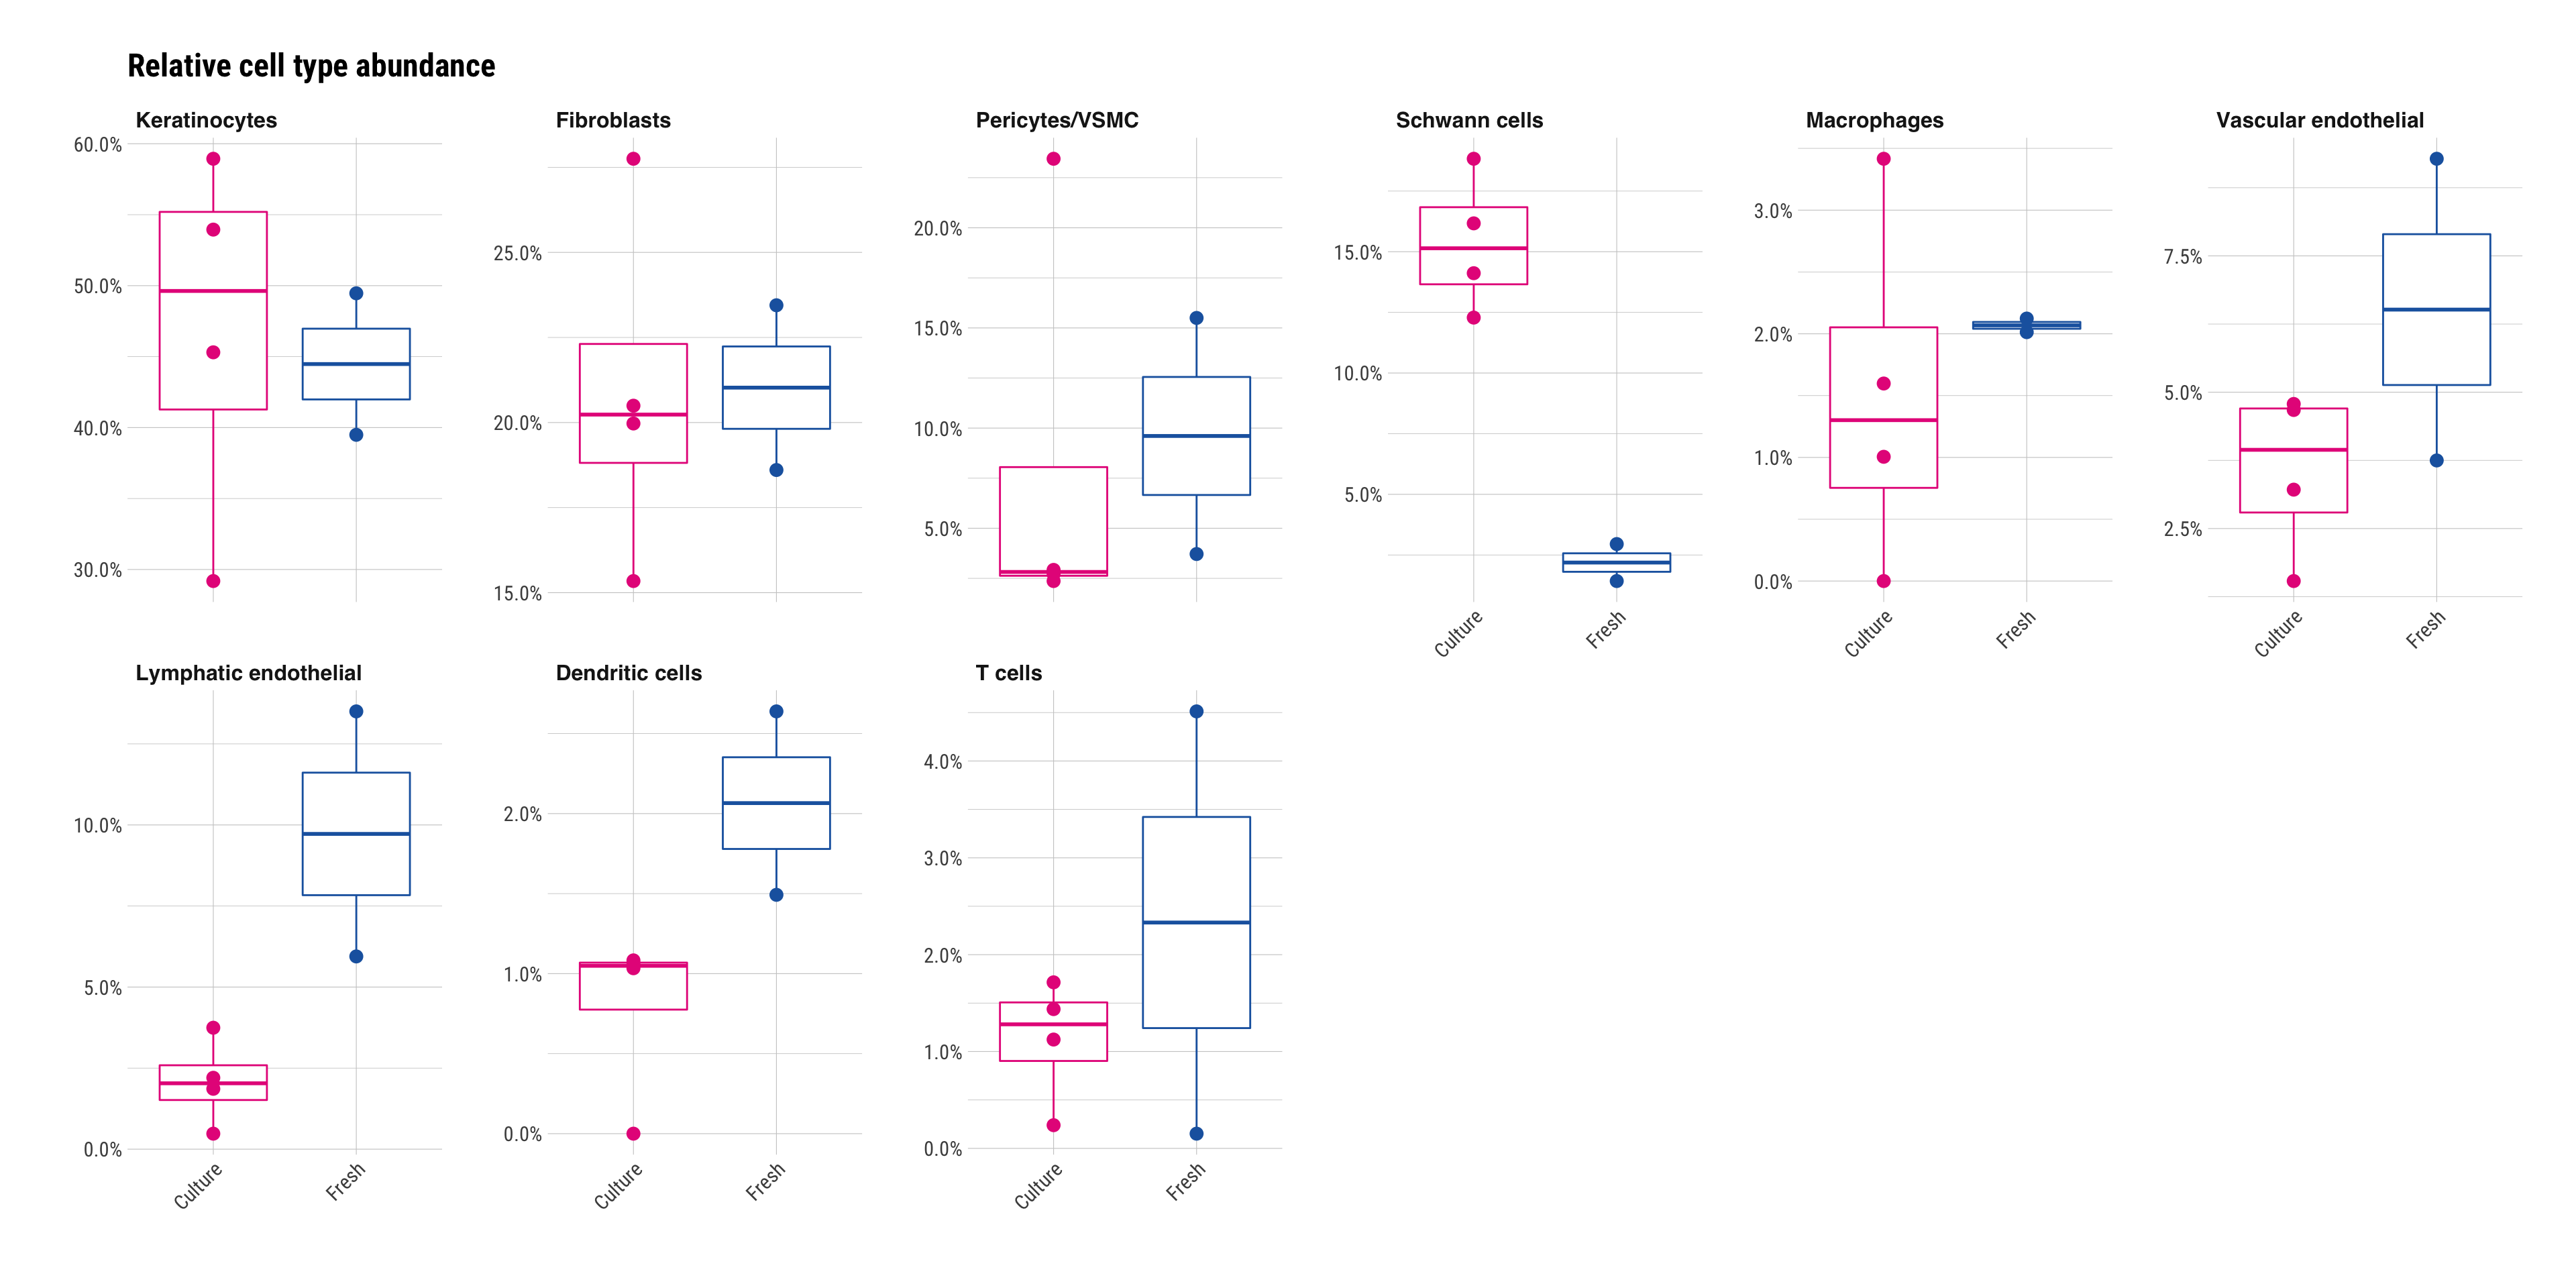 Relative cell type abundance
Keratinocytes
60.0%
50.0%
40.0%
30.0%
Fibroblasts
25.0%
20.0%
15.0%
Pericytes/VSMC
20.0%
15.0%
10.0%
5.0%
Schwann cells
15.0%
10.0%
5.0%
Culture
Fresh
Macrophages
3.0%
2.0%
1.0%
0.0%
Culture
Fresh
Vascular endothelial
7.5%
5.0%
2.5%
Culture
Fresh
Lymphatic endothelial
10.0%
5.0%
0.0%
Culture
Fresh
Dendritic cells
2.0%
1.0%
0.0%
Culture
Fresh
T cells
4.0%
3.0%
2.0%
1.0%
0.0%
Culture
Fresh